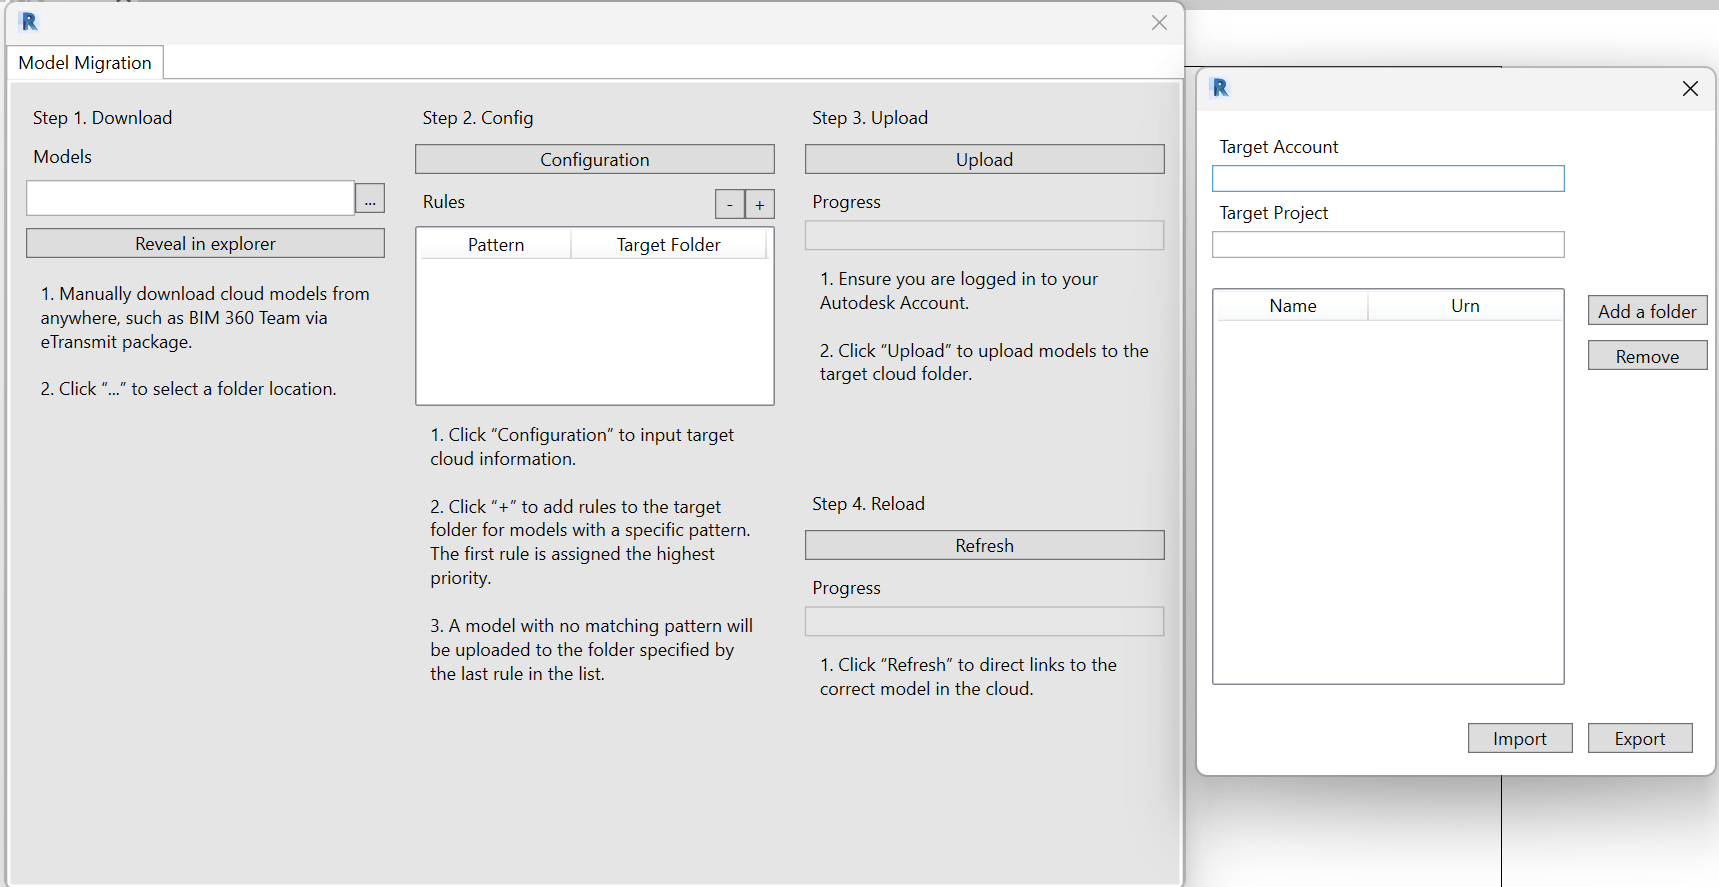 Model Migration
Step 1. Download
Models
...
Reveal in explorer
1. Manually download cloud models from
anywhere, such as BIM 360 Team via
eTransmit package.
2. Click “...“ to select a folder location.
Step 2. Config
Configuration
Rules
- +
Pattern Target Folder
1. Click “Configuration” to input target
cloud information.
2. Click “+” to add rules to the target
folder for models with a specific pattern.
The first rule is assigned the highest
priority.
3. A model with no matching pattern will
be uploaded to the folder specified by
the last rule in the list.
Step 3. Upload
Upload
Progress
1. Ensure you are logged in to your
Autodesk Account.
2. Click “Upload” to upload models to the
target cloud folder.
Step 4. Reload
Refresh
Progress
1. Click “Refresh” to direct links to the
correct model in the cloud.
Target Account
Target Project
Name Urn
Add a folder
Remove
Import Export